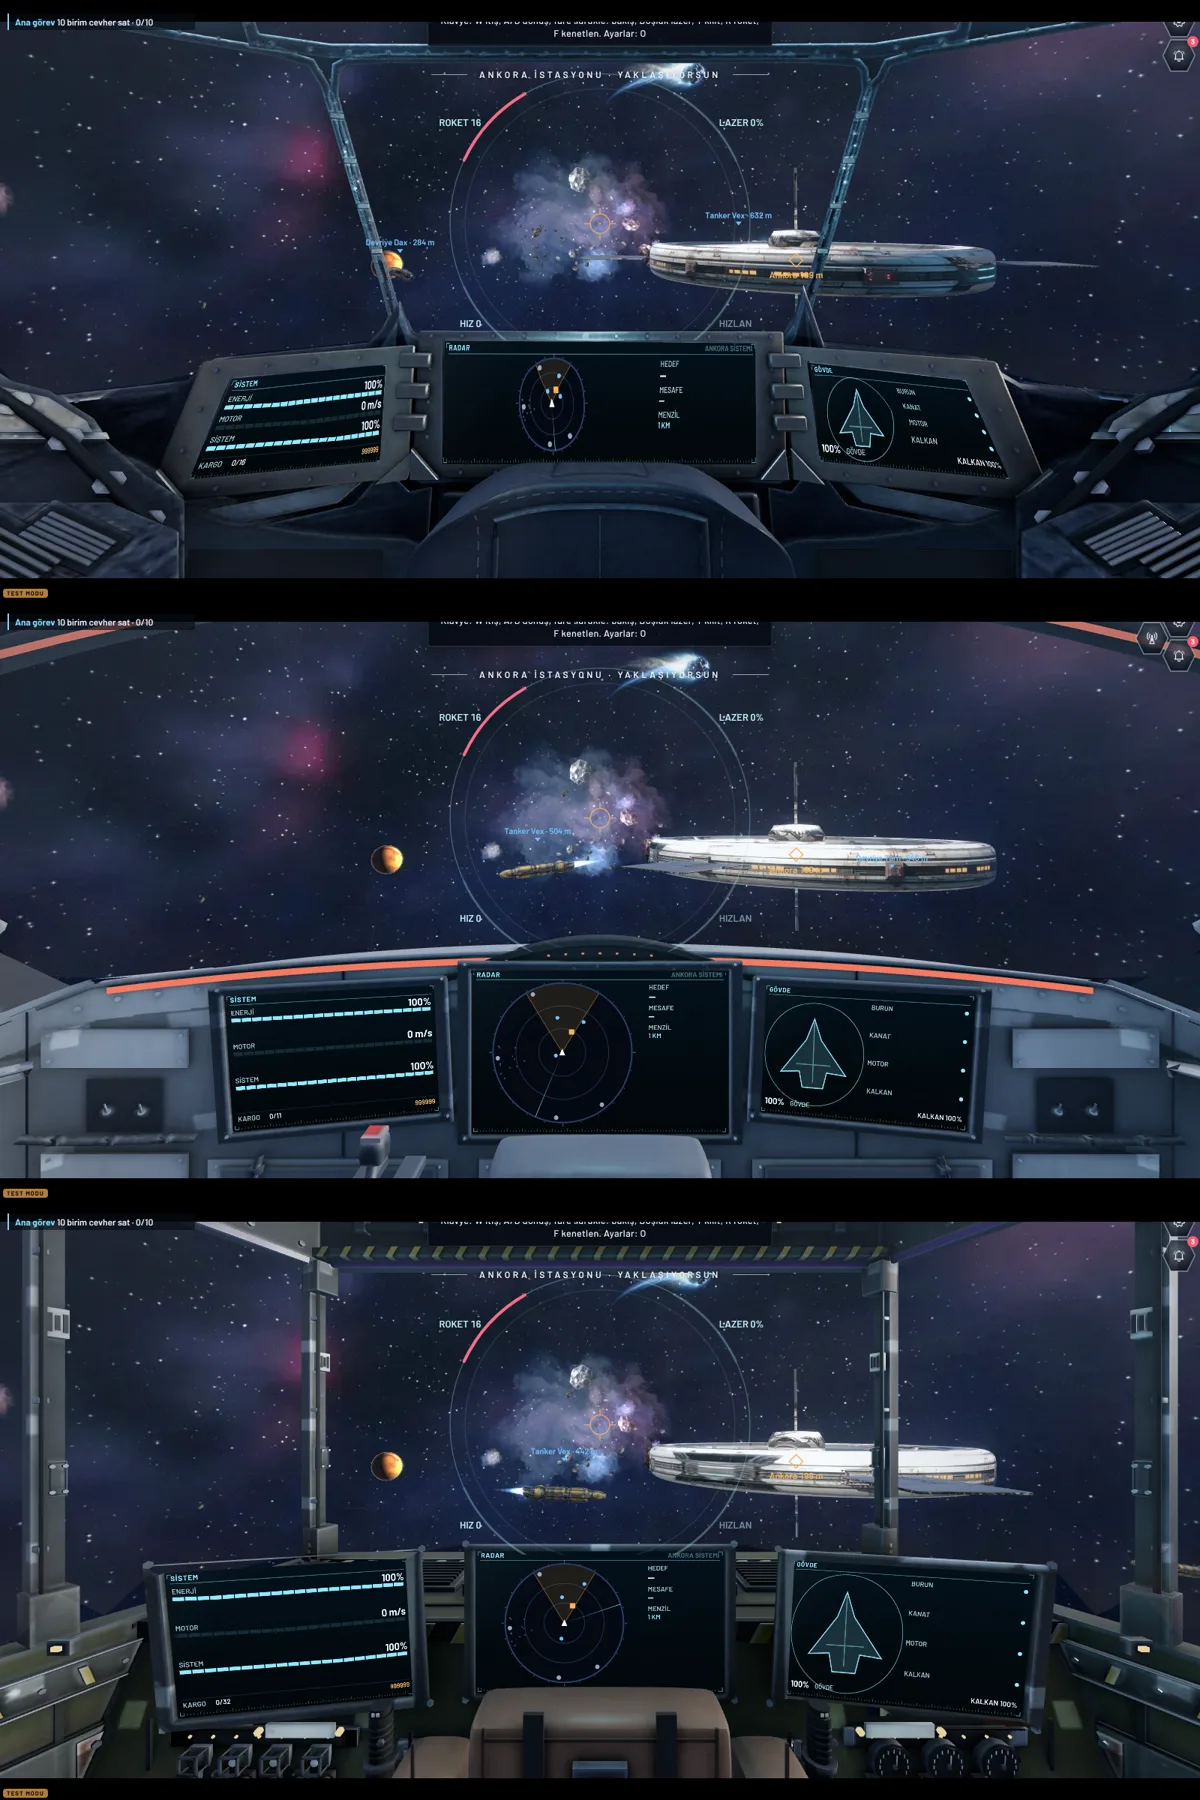 Ana görev 10 birim cevher sat · 0/10
F kenetlen. Ayarlar: O
3
ANKORA İSTASYONU · YAKLAŞIYORSUN
ROKET 16
LAZER 0%
Tanker Vex · 632 m
Devriye Dax · 284 m
HIZ 0
HIZLAN
SİSTEM
100%
ENERJİ
0 m/s
MOTOR
100%
SİSTEM
999999
KARGO 0/16
RADAR
ANKORA SİSTEMİ
HEDEF
—
MESAFE
—
MENZİL
1 KM
GÖVDE
BURUN
KANAT
MOTOR
KALKAN
100% GÖVDE
KALKAN 100%
TEST MODU
Ana görev 10 birim cevher sat · 0/10
F kenetlen. Ayarlar: O
3
ANKORA İSTASYONU · YAKLAŞIYORSUN
ROKET 16
LAZER 0%
Tanker Vex · 504 m
HIZ 0
HIZLAN
SİSTEM
100%
ENERJİ
0 m/s
MOTOR
100%
SİSTEM
999999
KARGO 0/11
RADAR
ANKORA SİSTEMİ
HEDEF
—
MESAFE
—
MENZİL
1 KM
GÖVDE
BURUN
KANAT
MOTOR
KALKAN
100% GÖVDE
KALKAN 100%
TEST MODU
Ana görev 10 birim cevher sat · 0/10
F kenetlen. Ayarlar: O
3
ANKORA İSTASYONU · YAKLAŞIYORSUN
ROKET 16
LAZER 0%
Tanker Vex
Ankora 199 m
HIZ 0
HIZLAN
SİSTEM
100%
ENERJİ
0 m/s
MOTOR
100%
SİSTEM
999999
KARGO 0/32
RADAR
ANKORA SİSTEMİ
HEDEF
—
MESAFE
—
MENZİL
1 KM
GÖVDE
BURUN
KANAT
MOTOR
KALKAN
100% GÖVDE
KALKAN 100%
TEST MODU